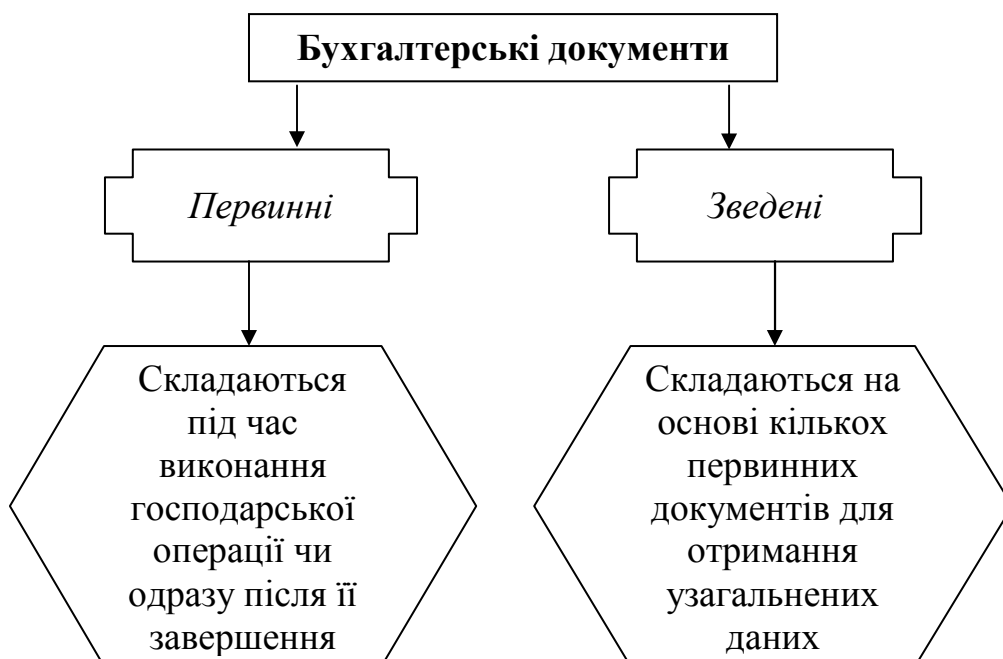 Бухгалтерські документи
Первинні
Зведені
Складаються
під час
виконання
господарської
операції чи
одразу після її
завершення
Складаються на
основі кількох
первинних
документів для
отримання
узагальнених
даних